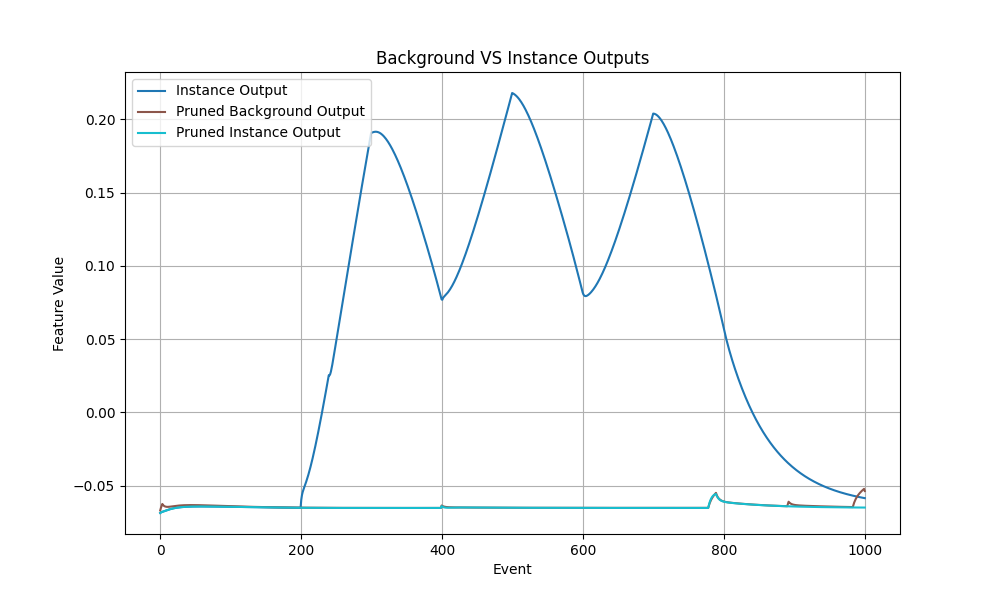 Background VS Instance Outputs
Instance Output
Pruned Background Output
Pruned Instance Output
Feature Value
0.20
0.15
0.10
0.05
0.00
−0.05
0 200 400 600 800 1000
Event